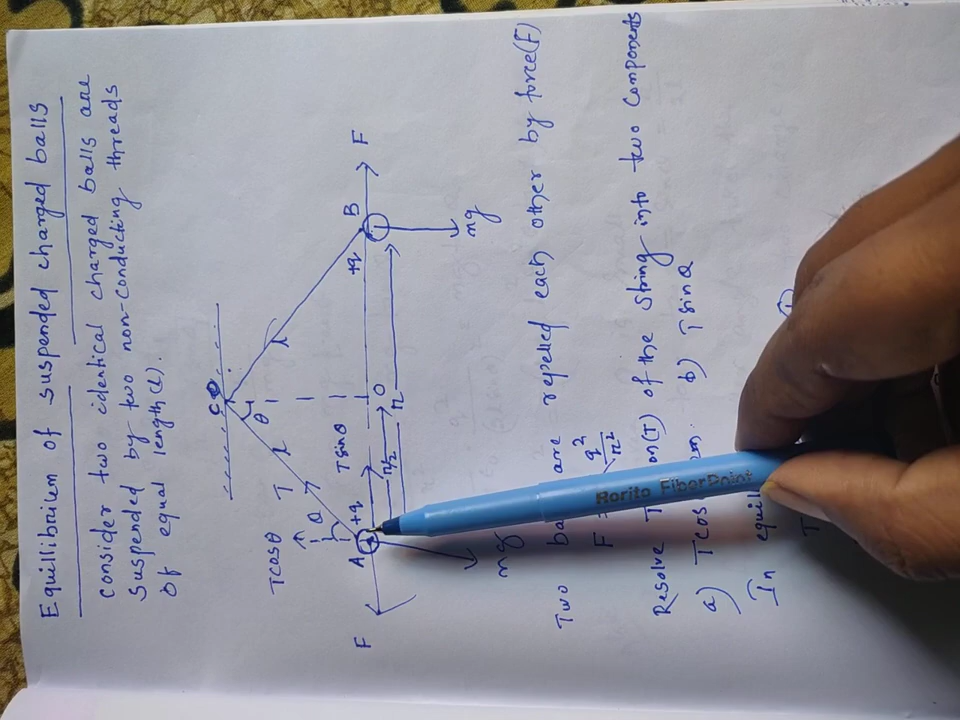 Equillibrium of suspended charged balls
consider two identical charged balls are
suspended by two non-conducting threads
of equal length(l).
C
θ
l
l
T
Tcosθ
θ
Tsinθ
A
+q
+q
B
F
F
r/2
O
r
mg
mg
Two are repelled each other by force(F)
F q²/r²
Resolve (T) of the string into two components
a) Tcos b) Tsinθ
In
T
Rorito FiberPoint